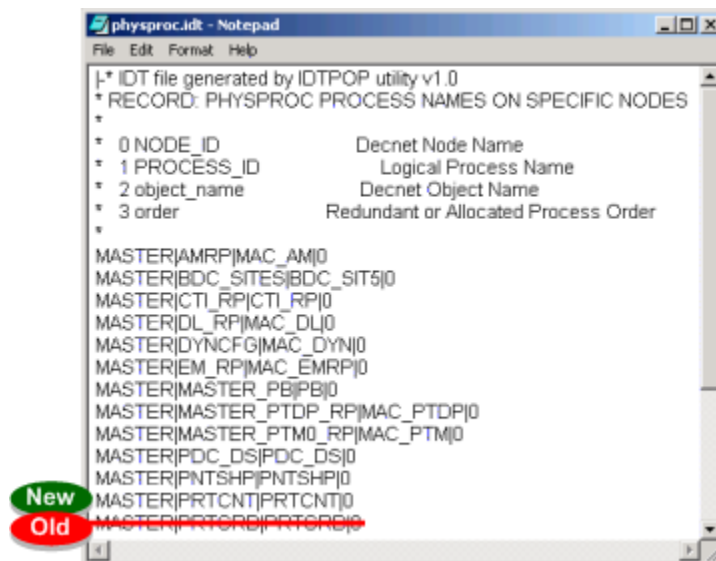 physproc.idt - Notepad
File Edit Format Help
* IDT file generated by IDTPOP utility v1.0
* RECORD: PHYSPROC PROCESS NAMES ON SPECIFIC NODES
*
* 0 NODE_ID Decnet Node Name
* 1 PROCESS_ID Logical Process Name
* 2 object_name Decnet Object Name
* 3 order Redundant or Allocated Process Order
*
MASTER|AMRP|MAC_AM|0
MASTER|BDC_SITES|BDC_SIT5|0
MASTER|CTI_RP|CTI_RP|0
MASTER|DL_RP|MAC_DL|0
MASTER|DYNCFG|MAC_DYN|0
MASTER|EM_RP|MAC_EMRP|0
MASTER|MASTER_PB|PB|0
MASTER|MASTER_PTDP_RP|MAC_PTDP|0
MASTER|MASTER_PTM0_RP|MAC_PTM|0
MASTER|PDC_DS|PDC_DS|0
MASTER|PNTSHP|PNTSHP|0
New MASTER|PRTCNT|PRTCNT|0
Old MASTER|PRTCRD|PRTCRD|0